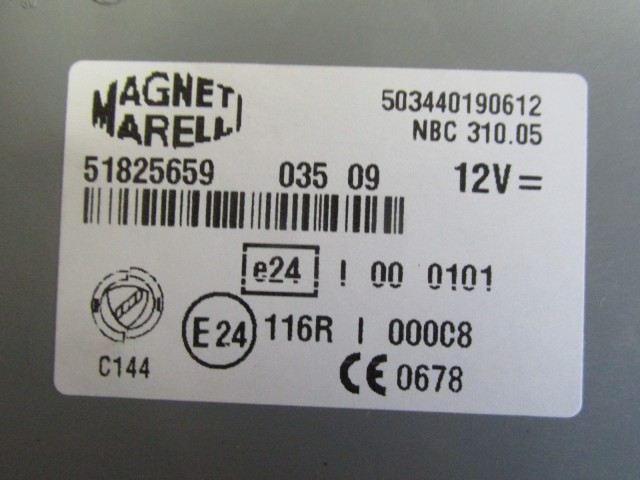 MAGNETI
MARELLI
503440190612
NBC 310.05
51825659 035 09 12V=
e24 I 00 0101
E24 116R I 000C8
C144
CE 0678